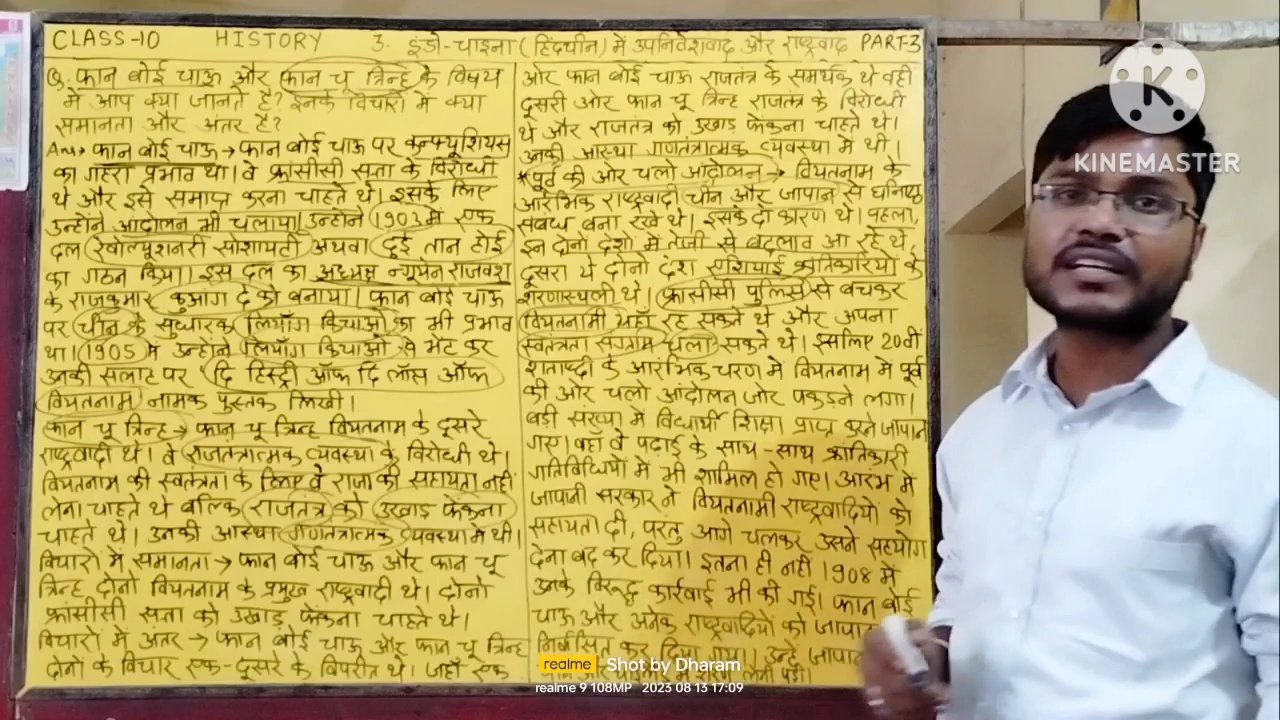 CLASS-10 HISTORY 3. इंडो-चाइना (हिंदचीन) में उपनिवेशवाद और राष्ट्रवाद PART-3
Q. फान बोई चाऊ और फान चू त्रिन्ह के विषय
में आप क्या जानते हैं? इनके विचारों में क्या
समानता और अंतर है?
Ans→ फान बोई चाऊ → फान बोई चाऊ पर कन्फ्यूशियस
का गहरा प्रभाव था। वे फ्रांसीसी सत्ता के विरोधी
थे और इसे समाप्त करना चाहते थे। इसके लिए
उन्होंने आंदोलन भी चलाया। उन्होंने 1903 में एक
दल रेवोल्यूशनरी सोसायटी अथवा दुई तान होई
का गठन किया। इस दल का अध्यक्ष न्यूयेन राजवंश
के राजकुमार कुआंग दे को बनाया। फान बोई चाऊ
पर चीन के सुधारक लियाँग किचाओ का भी प्रभाव
था। 1905 में उन्होंने लियाँग किचाओ से भेंट कर
उनकी सलाह पर दि हिस्ट्री ऑफ दि लॉस ऑफ
वियतनाम नामक पुस्तक लिखी।
फान चू त्रिन्ह → फान चू त्रिन्ह वियतनाम के दूसरे
राष्ट्रवादी थे। वे राजतंत्रात्मक व्यवस्था के विरोधी थे।
वियतनाम की स्वतंत्रता के लिए वे राजा की सहायता नहीं
लेना चाहते थे बल्कि राजतंत्र को उखाड़ फेंकना
चाहते थे। उनकी आस्था गणतंत्रात्मक व्यवस्था में थी।
विचारों में समानता → फान बोई चाऊ और फान चू
त्रिन्ह दोनों वियतनाम के प्रमुख राष्ट्रवादी थे। दोनों
फ्रांसीसी सत्ता को उखाड़ फेंकना चाहते थे।
विचारों में अंतर → फान बोई चाऊ और फान चू त्रिन्ह
दोनों के विचार एक-दूसरे के विपरीत थे। जहाँ एक
ओर फान बोई चाऊ राजतंत्र के समर्थक थे वहीं
दूसरी ओर फान चू त्रिन्ह राजतंत्र के विरोधी
थे और राजतंत्र को उखाड़ फेंकना चाहते थे।
उनकी आस्था गणतंत्रात्मक व्यवस्था में थी।
*पूर्व की ओर चलो आंदोलन → वियतनाम के
आरंभिक राष्ट्रवादी चीन और जापान से घनिष्ठ
संबंध बना रखे थे। इसके दो कारण थे। पहला,
इन दोनों देशों में तेजी से बदलाव आ रहे थे,
दूसरा ये दोनों देश एशियाई क्रांतिकारियों के
शरणस्थली थे। फ्रांसीसी पुलिस से बचकर
वियतनामी यहाँ रह सकते थे और अपना
स्वतंत्रता संग्राम चला सकते थे। इसलिए 20वीं
शताब्दी के आरंभिक चरण में वियतनाम में पूर्व
की ओर चलो आंदोलन जोर पकड़ने लगा।
बड़ी संख्या में विद्यार्थी शिक्षा प्राप्त करने जापान
गए। वहाँ वे पढ़ाई के साथ-साथ क्रांतिकारी
गतिविधियों में भी शामिल हो गए। आरंभ में
जापानी सरकार ने वियतनामी राष्ट्रवादियों को
सहायता दी, परंतु आगे चलकर उसने सहयोग
देना बंद कर दिया। इतना ही नहीं 1908 में
उनके विरूद्ध कार्रवाई भी की गई। फान बोई
चाऊ और अनेक राष्ट्रवादियों को
निर्वासित कर दिया गया। उन्हें
में शरण लेनी पड़ी।
KINEMASTER
realme Shot by Dharam
realme 9 108MP 2023 08 13 17:09